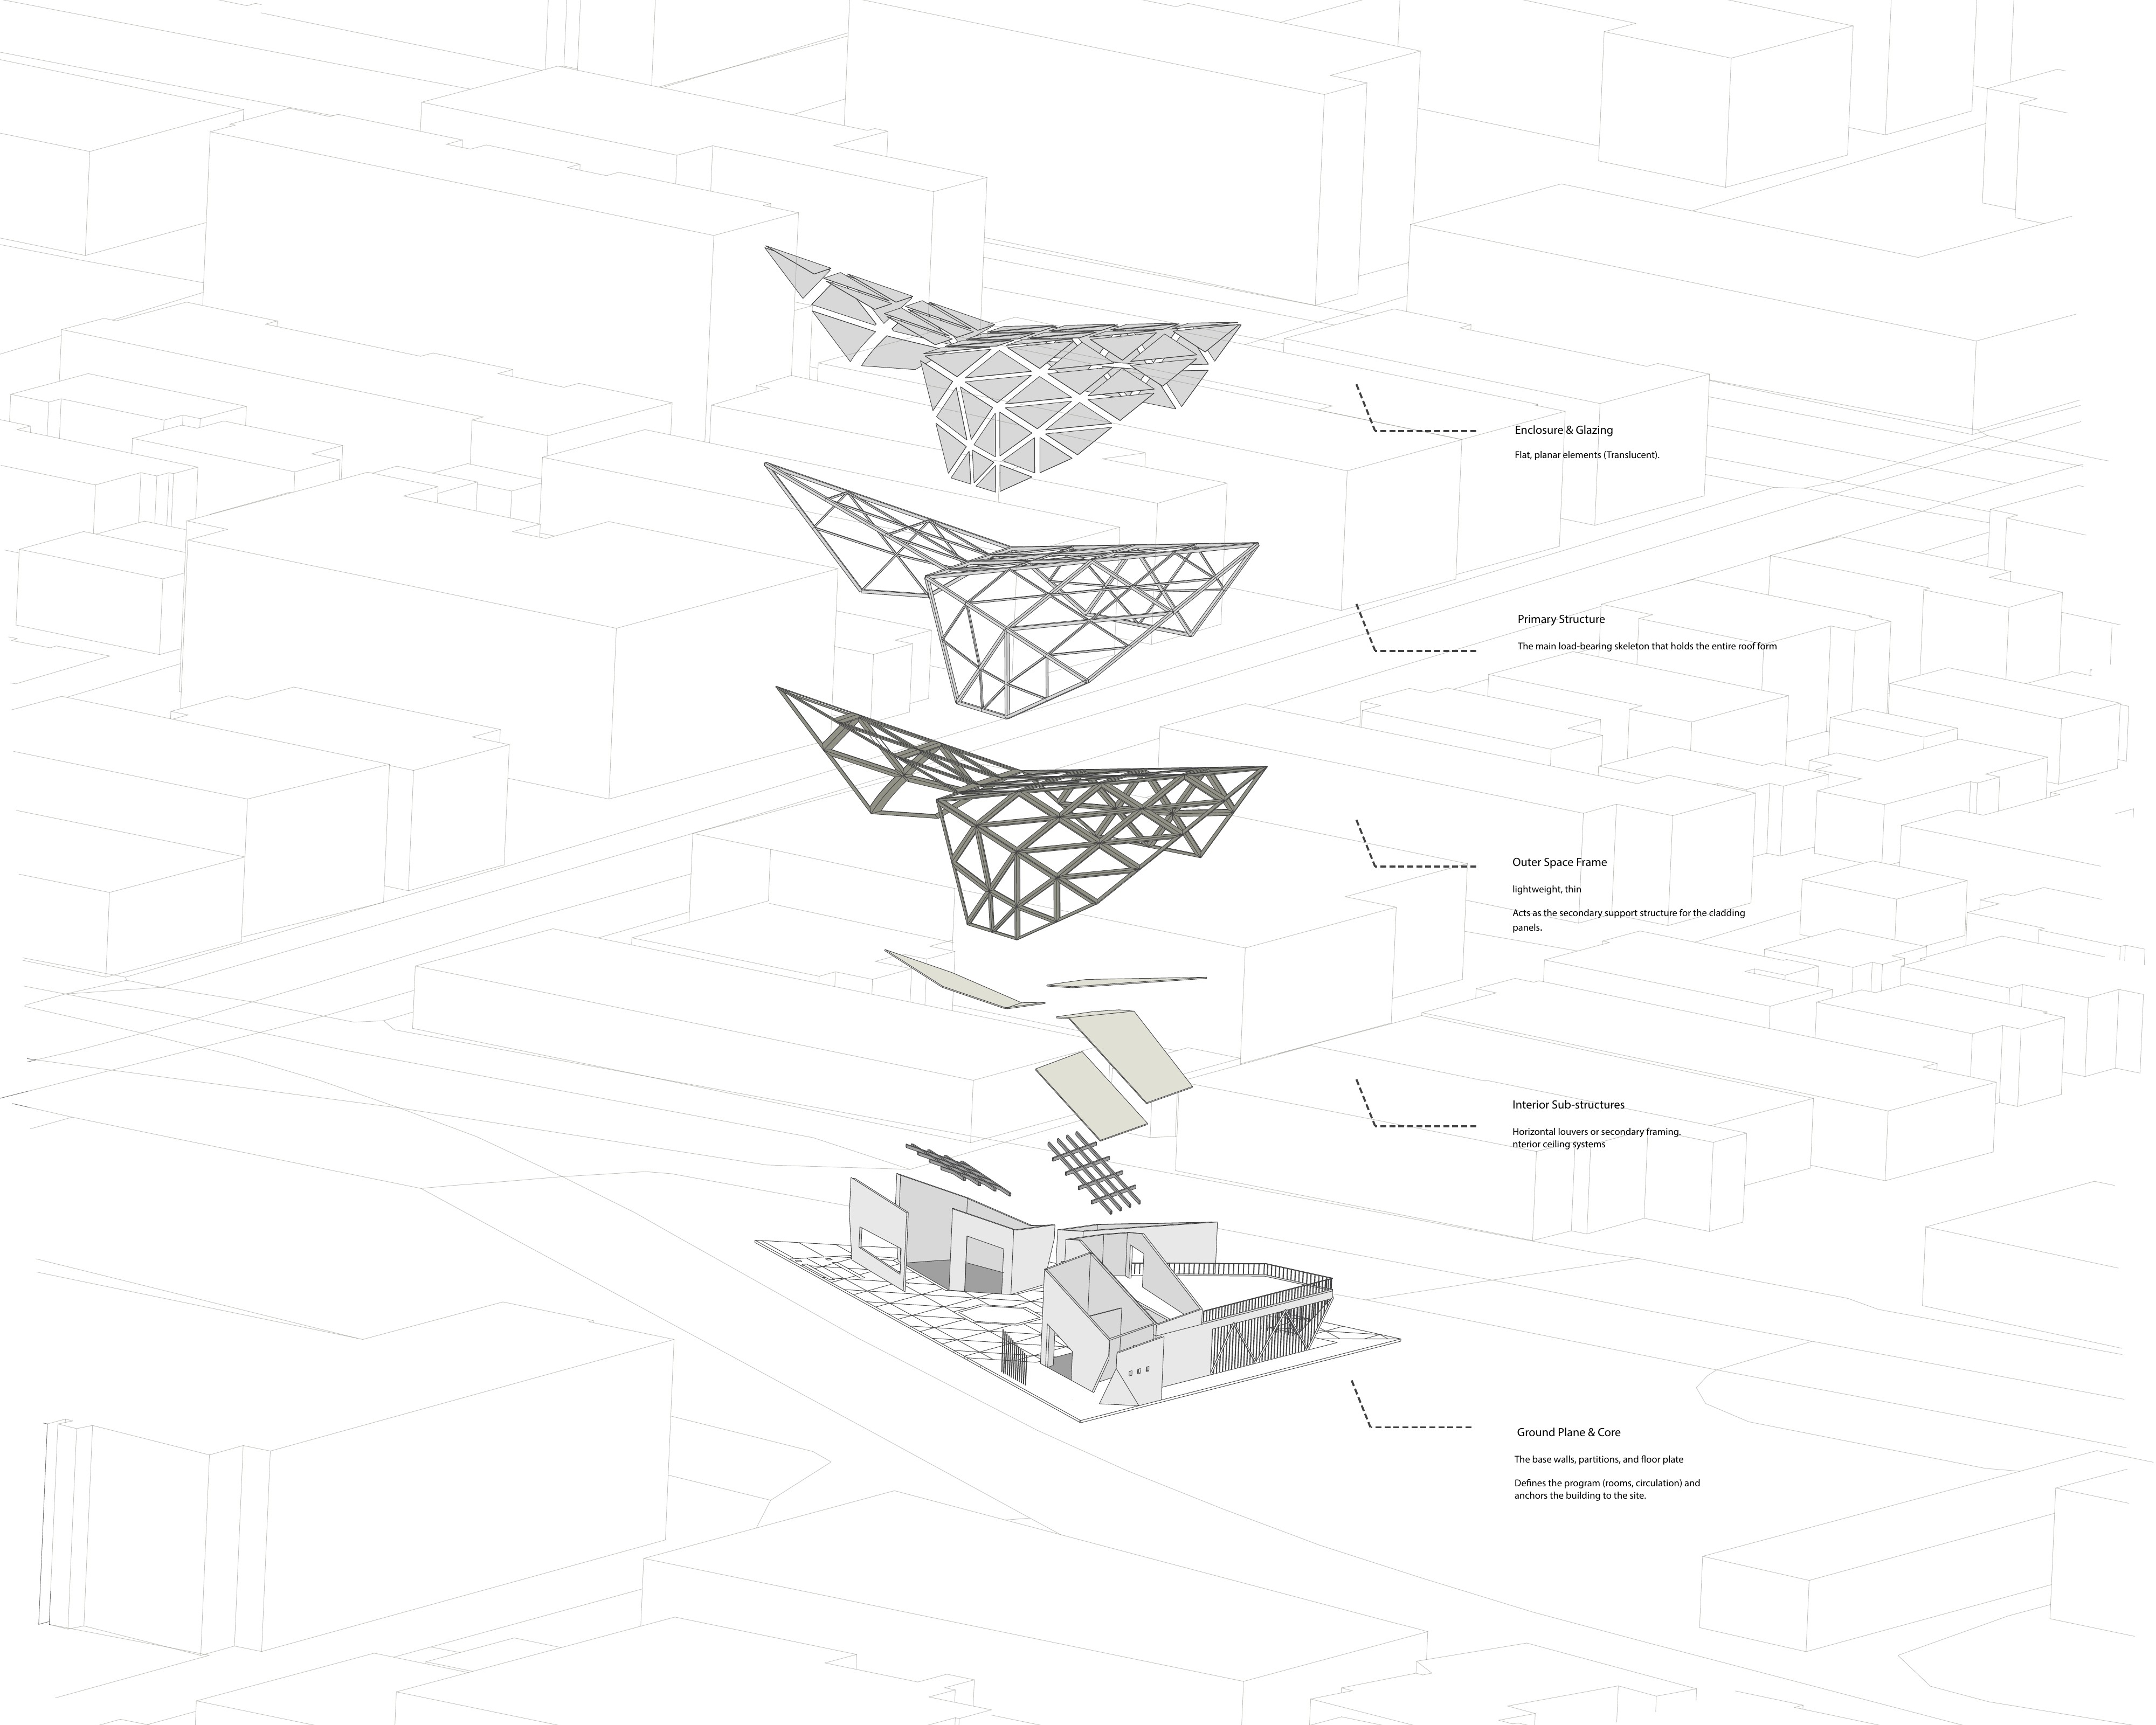 Enclosure & Glazing
Flat, planar elements (Translucent).
Primary Structure
The main load-bearing skeleton that holds the entire roof form
Outer Space Frame
lightweight, thin
Acts as the secondary support structure for the cladding
panels.
Interior Sub-structures
Horizontal louvers or secondary framing.
nterior ceiling systems
Ground Plane & Core
The base walls, partitions, and floor plate
Defines the program (rooms, circulation) and
anchors the building to the site.